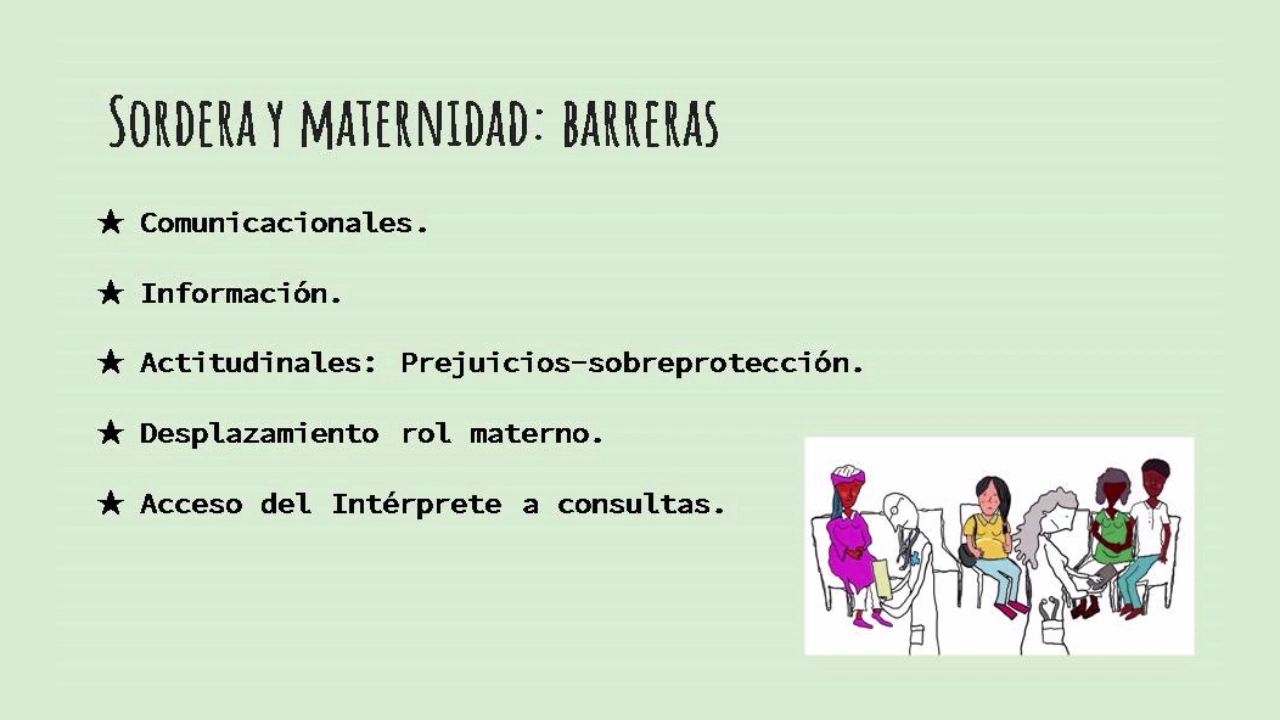 Sordera y maternidad: barreras
★ Comunicacionales.
★ Información.
★ Actitudinales: Prejuicios-sobreprotección.
★ Desplazamiento rol materno.
★ Acceso del Intérprete a consultas.